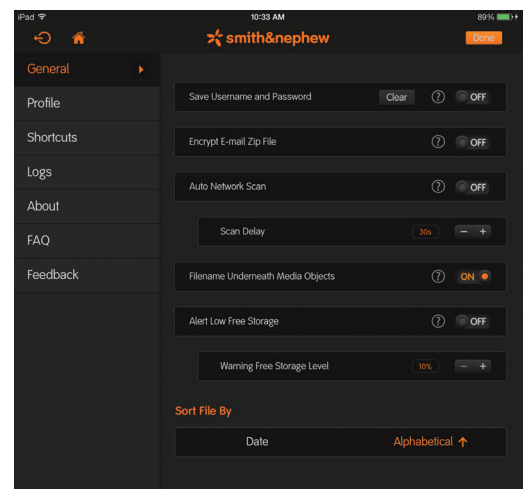 iPad 10:33 AM 89%
smith&nephew Done
General
Profile
Shortcuts
Logs
About
FAQ
Feedback
Save Username and Password Clear ? OFF
Encrypt E-mail Zip File ? OFF
Auto Network Scan ? OFF
Scan Delay 30s − +
Filename Underneath Media Objects ? ON
Alert Low Free Storage ? OFF
Warning Free Storage Level 10% − +
Sort File By
Date Alphabetical ↑